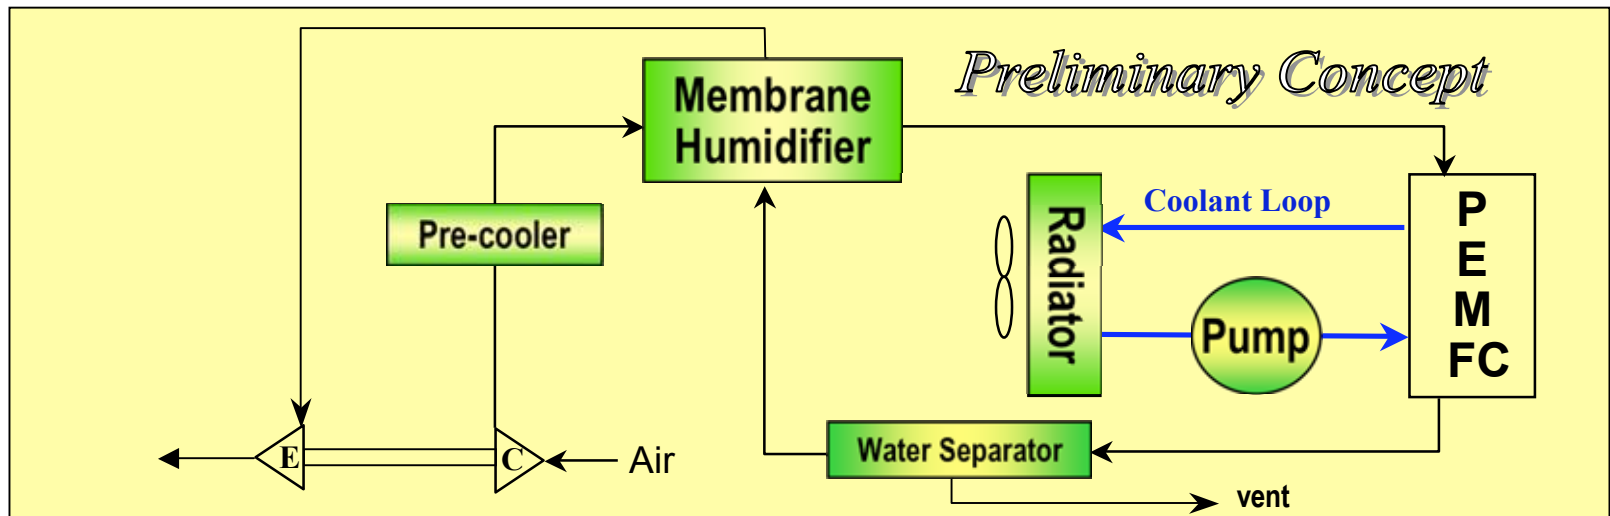 Preliminary Concept
Membrane
Humidifier
Pre-cooler
Radiator
Coolant Loop
Pump
P
E
M
FC
E
C
Air
Water Separator
vent